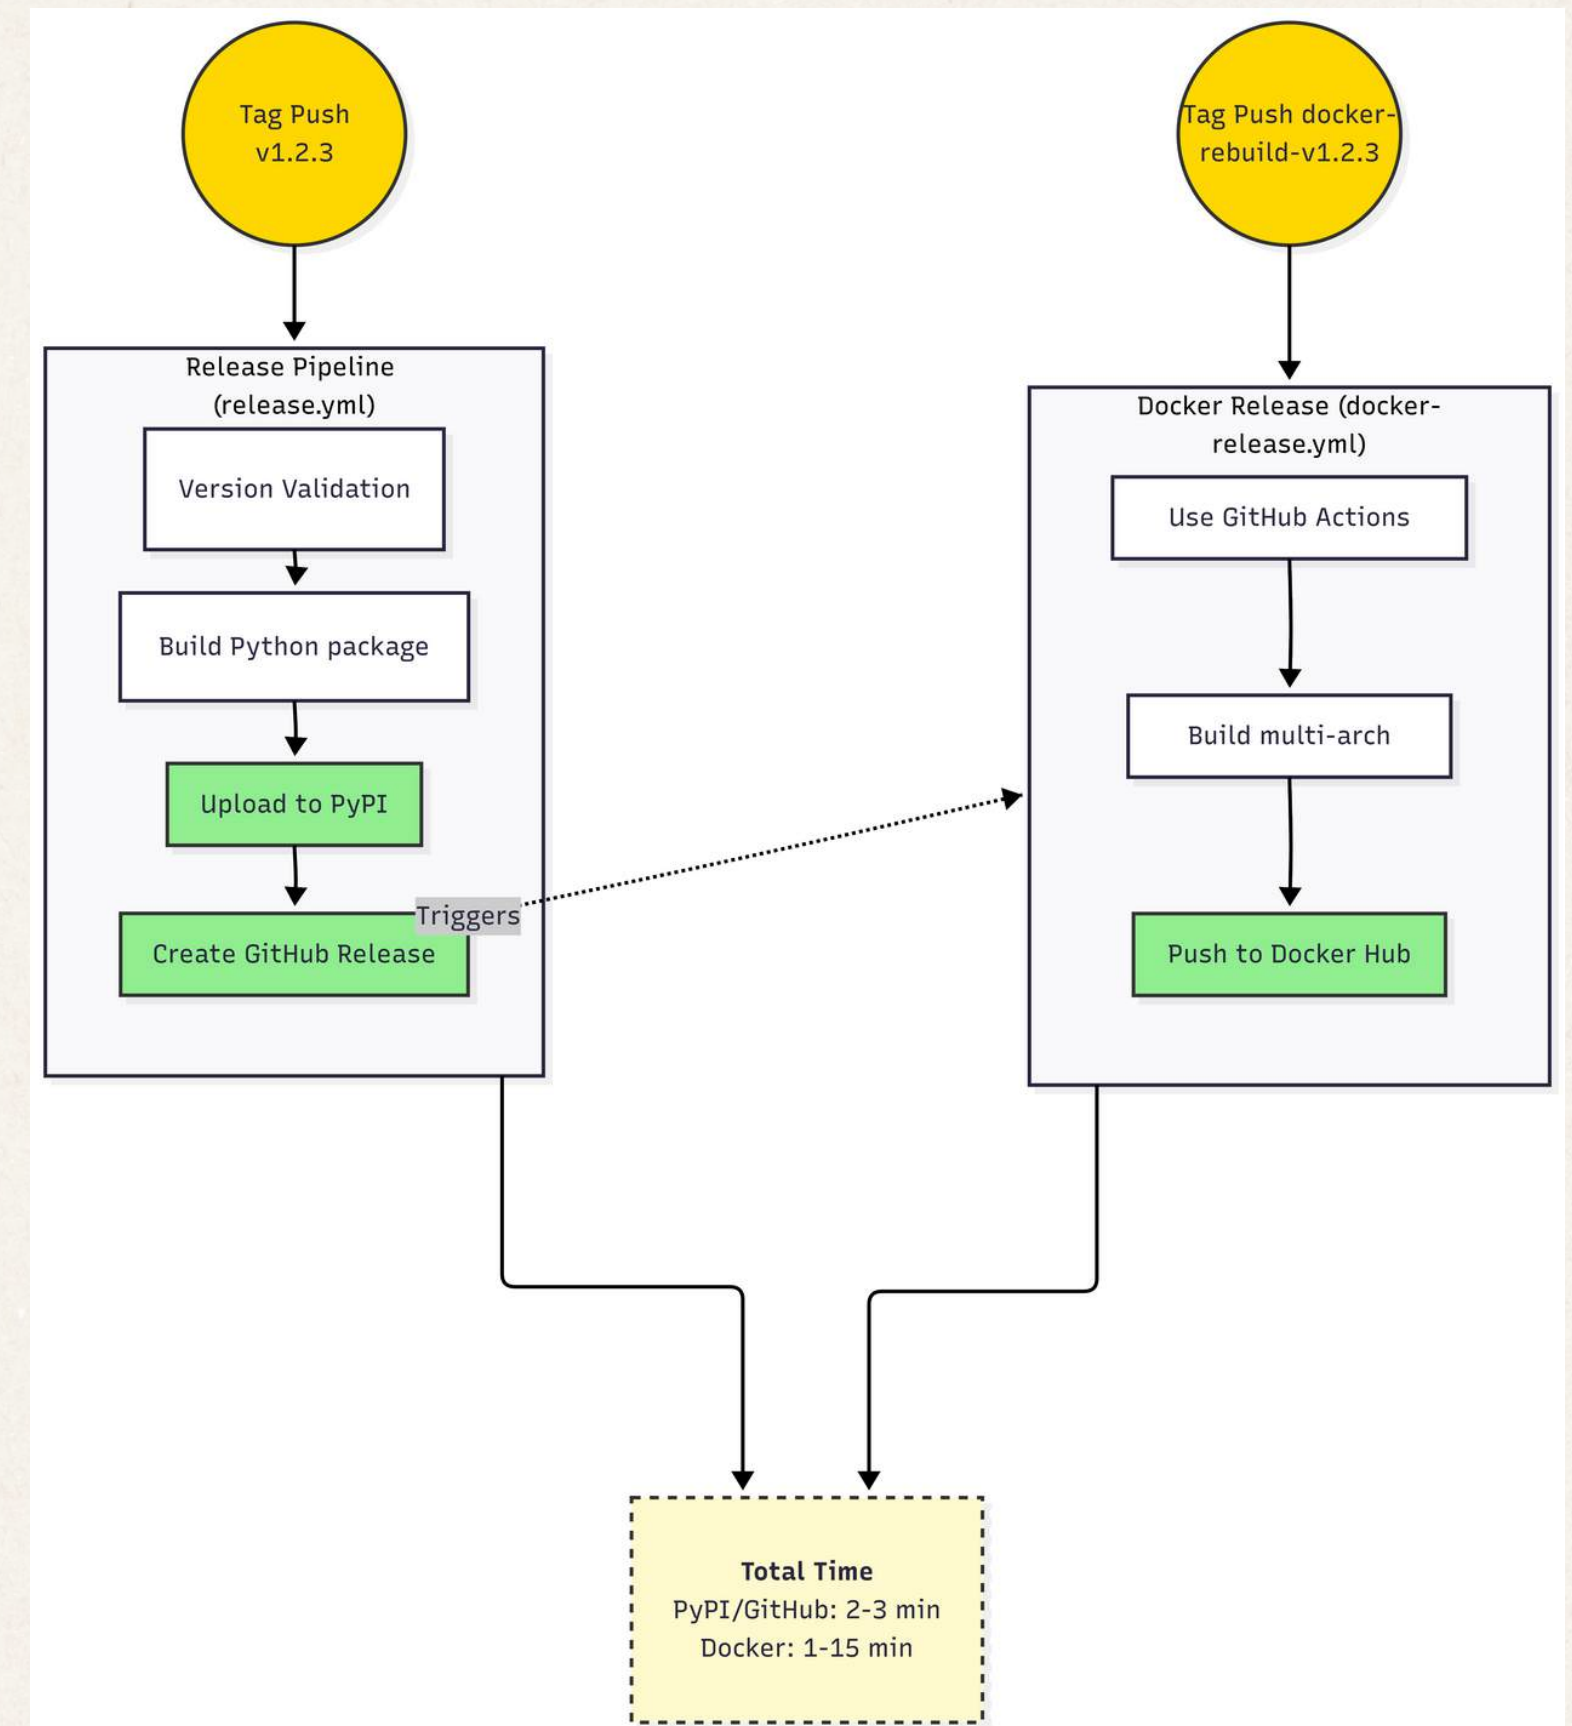 Tag Push
v1.2.3
Tag Push docker-
rebuild-v1.2.3
Release Pipeline
(release.yml)
Version Validation
Build Python package
Upload to PyPI
Triggers
Create GitHub Release
Docker Release (docker-
release.yml)
Use GitHub Actions
Build multi-arch
Push to Docker Hub
Total Time
PyPI/GitHub: 2-3 min
Docker: 1-15 min